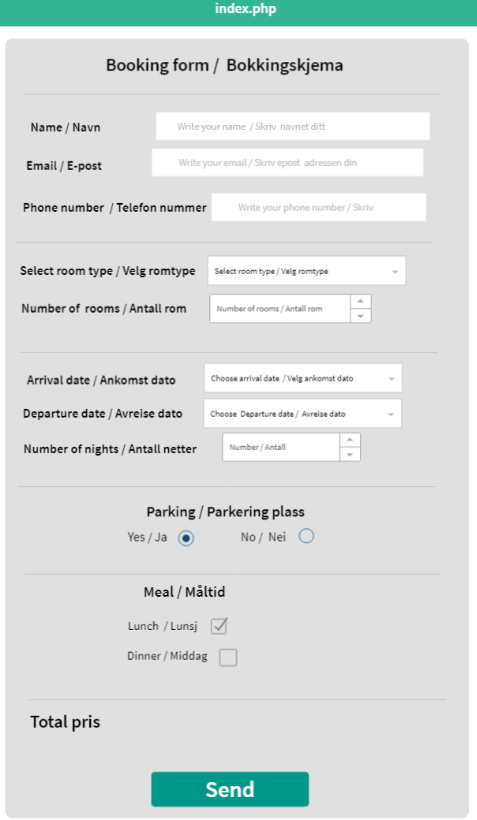 index.php
Booking form / Bokkingskjema
Name / Navn
Write your name / Skriv navnet ditt
Email / E-post
Write your email / Skriv epost adressen din
Phone number / Telefon nummer
Write your phone number / Skriv
Select room type / Velg romtype
Select room type / Velg romtype
Number of rooms / Antall rom
Number of rooms / Antall rom
Arrival date / Ankomst dato
Choose arrival date / Velg ankomst dato
Departure date / Avreise dato
Choose Departure date / Avreise dato
Number of nights / Antall netter
Number / Antall
Parking / Parkering plass
Yes / Ja
No / Nei
Meal / Måltid
Lunch / Lunsj
Dinner / Middag
Total pris
Send